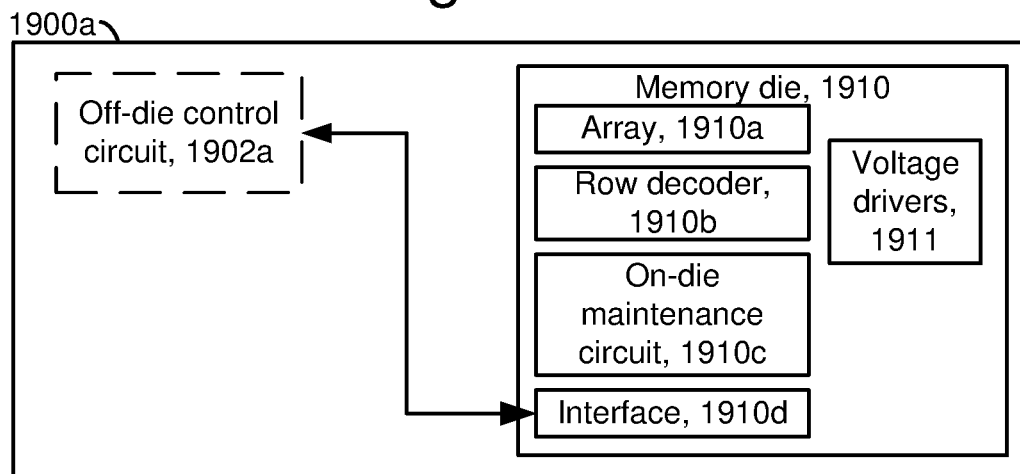 1900a
Off-die control
circuit, 1902a
Memory die, 1910
Array, 1910a
Row decoder,
1910b
On-die
maintenance
circuit, 1910c
Interface, 1910d
Voltage
drivers,
1911